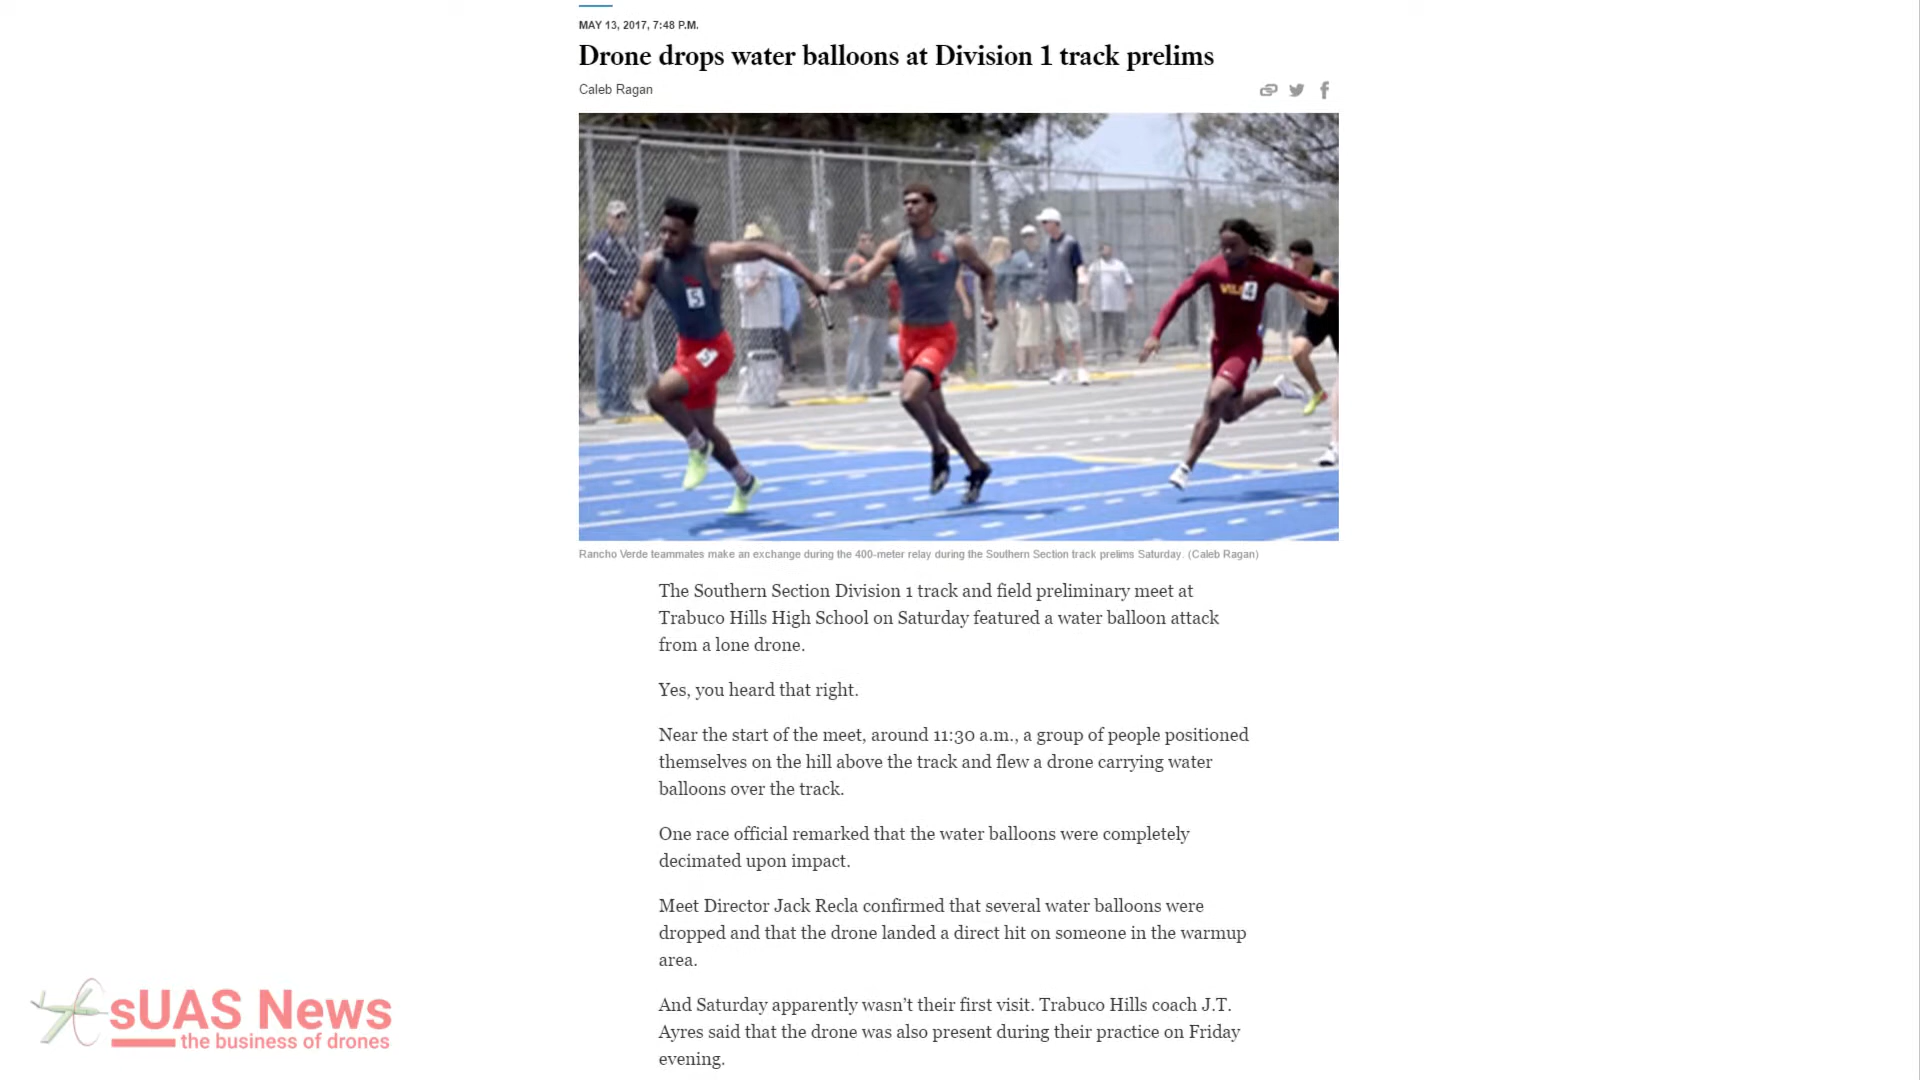 MAY 13, 2017, 7:48 P.M.
Drone drops water balloons at Division 1 track prelims
Caleb Ragan
5
5
4
Rancho Verde teammates make an exchange during the 400-meter relay during the Southern Section track prelims Saturday. (Caleb Ragan)
The Southern Section Division 1 track and field preliminary meet at
Trabuco Hills High School on Saturday featured a water balloon attack
from a lone drone.
Yes, you heard that right.
Near the start of the meet, around 11:30 a.m., a group of people positioned
themselves on the hill above the track and flew a drone carrying water
balloons over the track.
One race official remarked that the water balloons were completely
decimated upon impact.
Meet Director Jack Recla confirmed that several water balloons were
dropped and that the drone landed a direct hit on someone in the warmup
area.
And Saturday apparently wasn't their first visit. Trabuco Hills coach J.T.
Ayres said that the drone was also present during their practice on Friday
evening.
sUAS News
the business of drones